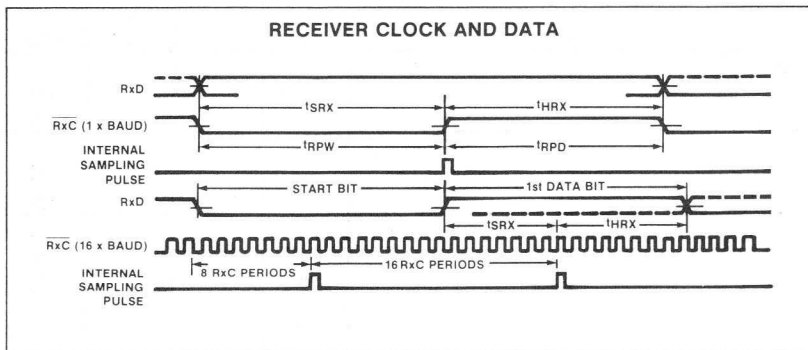 RECEIVER CLOCK AND DATA
RxD
tSRX tHRX
RxC (1 x BAUD)
tRPW tRPD
INTERNAL
SAMPLING
PULSE
START BIT 1st DATA BIT
RxD
tSRX tHRX
RxC (16 x BAUD)
8 RxC PERIODS 16 RxC PERIODS
INTERNAL
SAMPLING
PULSE